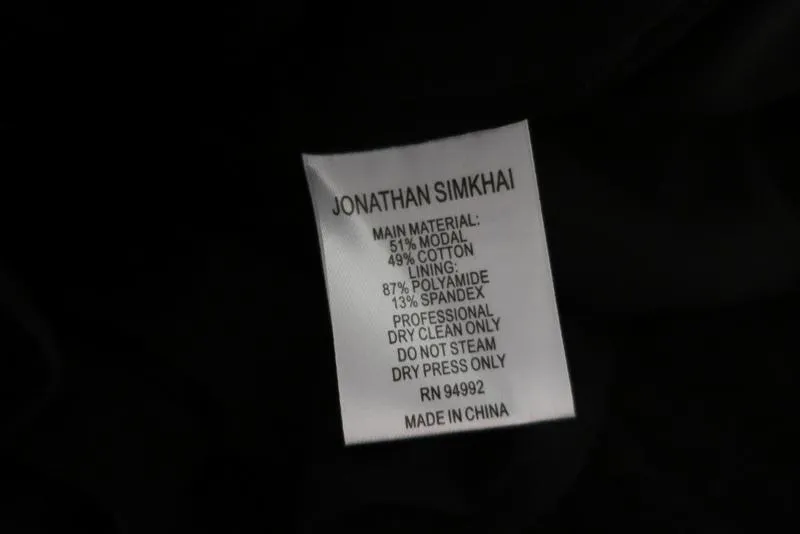 JONATHAN SIMKHAI
MAIN MATERIAL:
51% MODAL
49% COTTON
LINING:
87% POLYAMIDE
13% SPANDEX
PROFESSIONAL
DRY CLEAN ONLY
DO NOT STEAM
DRY PRESS ONLY
RN 94992
MADE IN CHINA